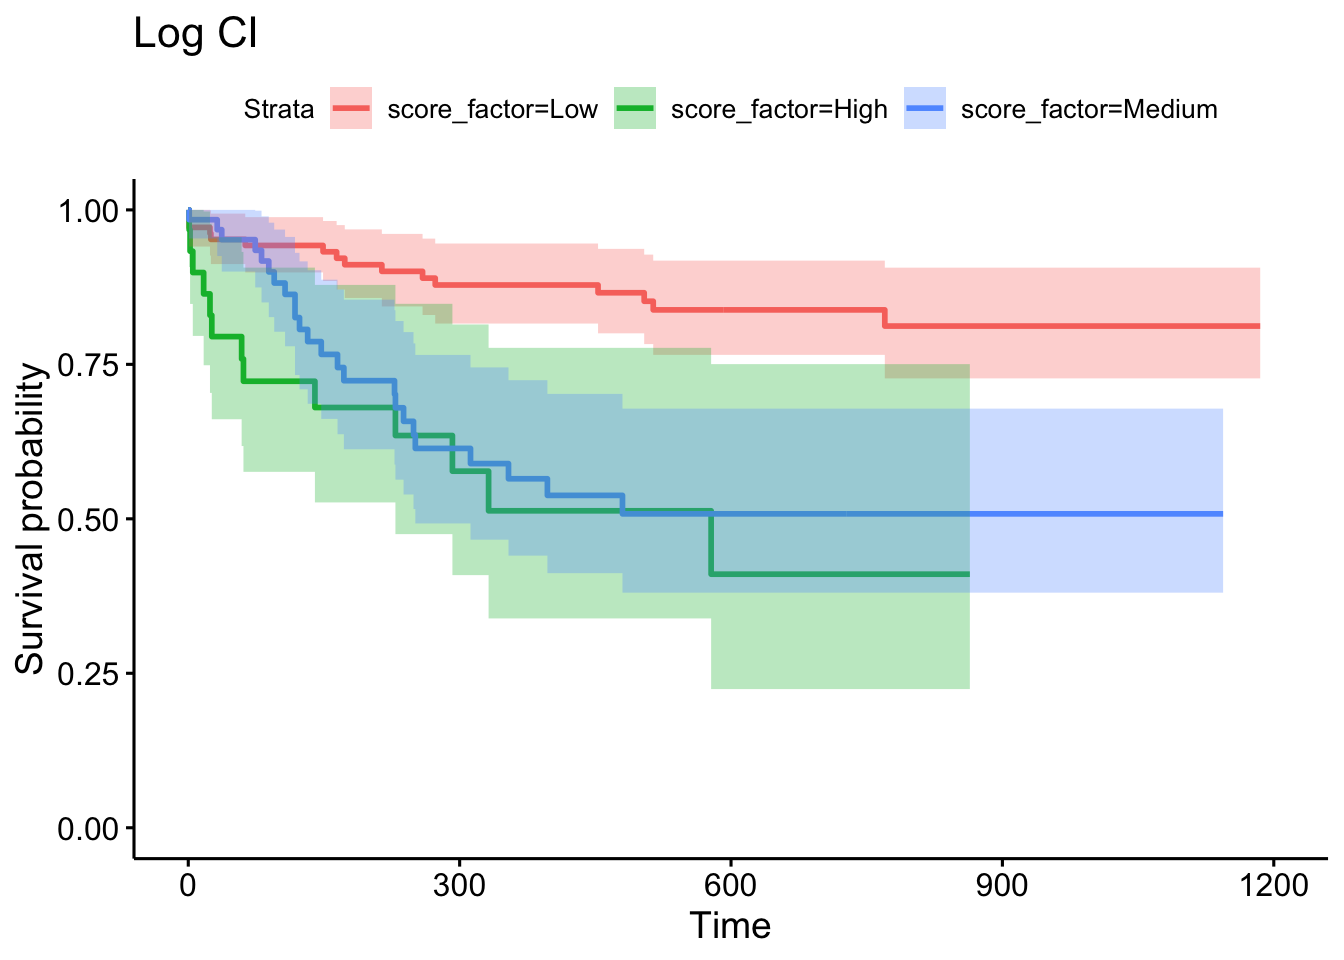 Log CI
Strata score_factor=Low score_factor=High score_factor=Medium
Survival probability
1.00
0.75
0.50
0.25
0.00
0 300 600 900 1200
Time